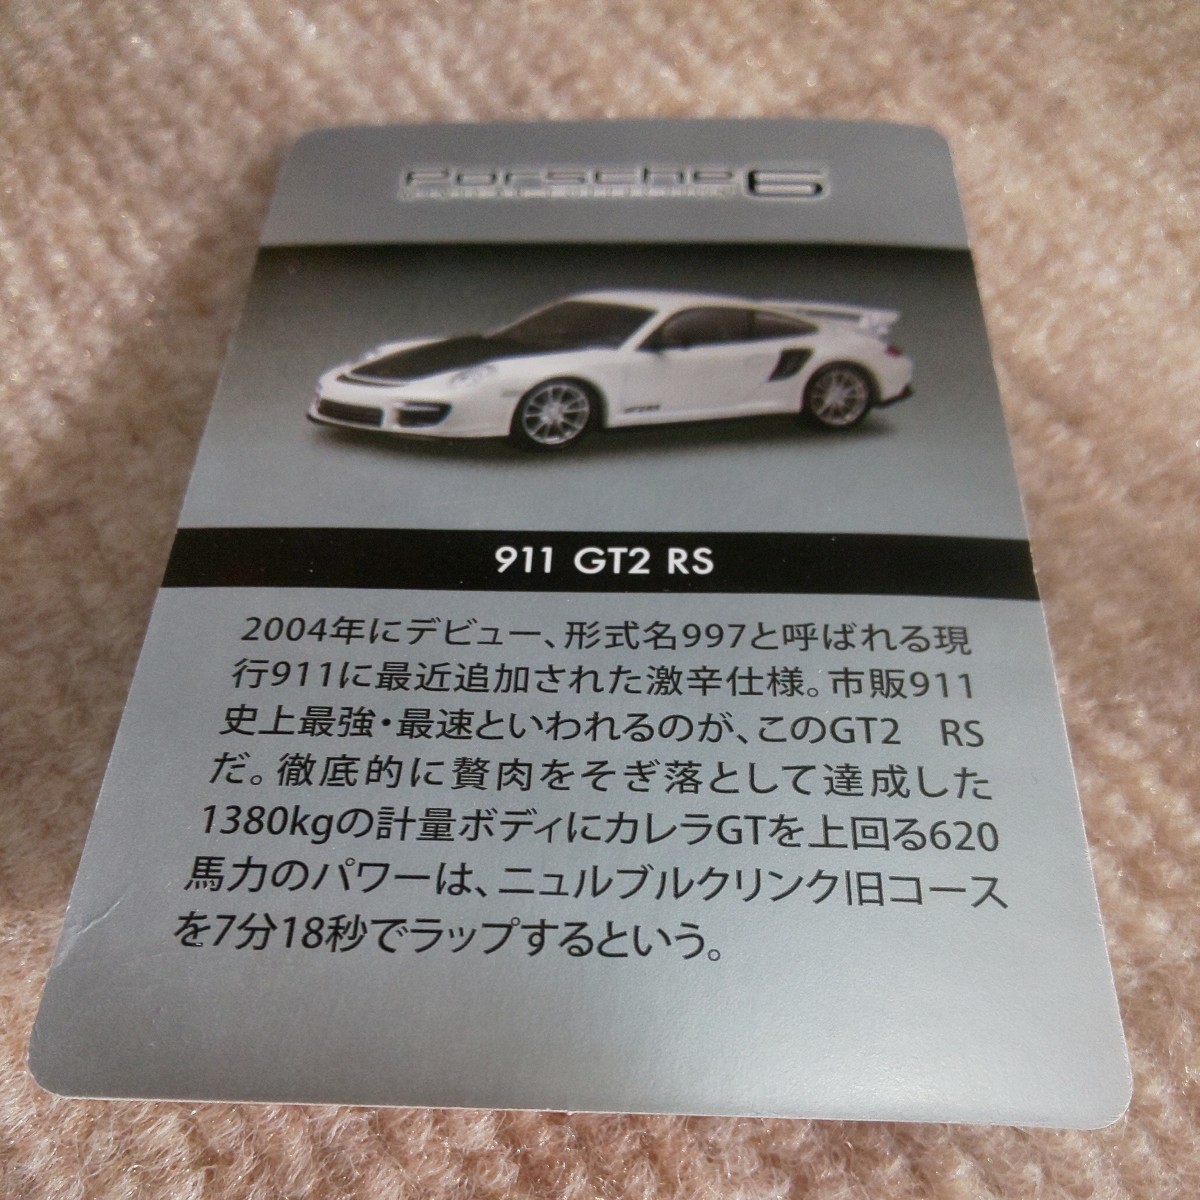 Porsche 6
911 GT2 RS
2004年にデビュー、形式名997と呼ばれる現
行911に最近追加された激辛仕様。市販911
史上最強・最速といわれるのが、このGT2　RS
だ。徹底的に贅肉をそぎ落として達成した
1380kgの計量ボディにカレラGTを上回る620
馬力のパワーは、ニュルブルクリンク旧コース
を7分18秒でラップするという。